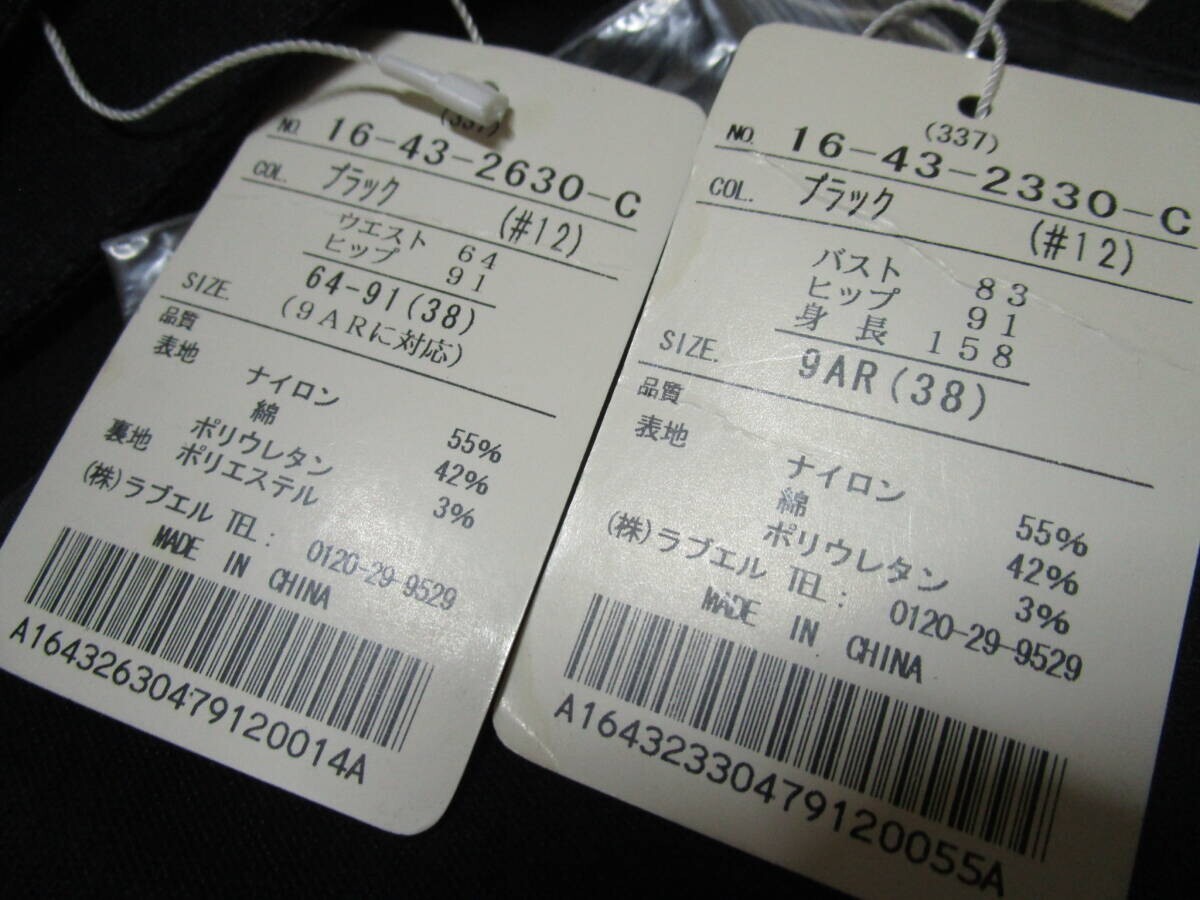 (337)
NO. 16-43-2630-C
COL. ブラック (#12)
ウエスト 64
ヒップ 91
SIZE. 64-91(38)
(9ARに対応)
品質
表地 ナイロン 55%
綿 42%
ポリウレタン 3%
裏地 ポリエステル
(株)ラブエル TEL: 0120-29-9529
MADE IN CHINA
A16432630479120014A
(337)
NO. 16-43-2330-C
COL. ブラック (#12)
バスト 83
ヒップ 91
身長 158
SIZE. 9AR(38)
品質
表地 ナイロン 55%
綿 42%
ポリウレタン 3%
(株)ラブエル TEL: 0120-29-9529
MADE IN CHINA
A16432330479120055A